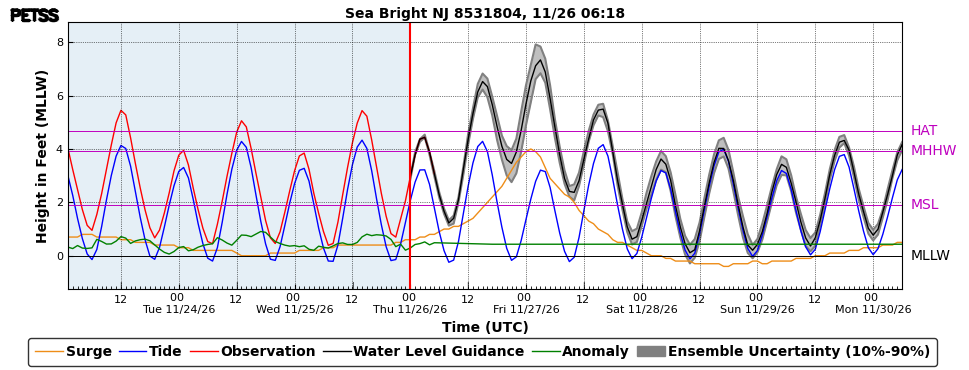 PETSS
Sea Bright NJ 8531804, 11/26 06:18
Height in Feet (MLLW)
8
6
4
2
0
HAT
MHHW
MSL
MLLW
12 00 12 00 12 00 12 00 12 00 12 00 12 00
Tue 11/24/26 Wed 11/25/26 Thu 11/26/26 Fri 11/27/26 Sat 11/28/26 Sun 11/29/26 Mon 11/30/26
Time (UTC)
Surge Tide Observation Water Level Guidance Anomaly Ensemble Uncertainty (10%-90%)